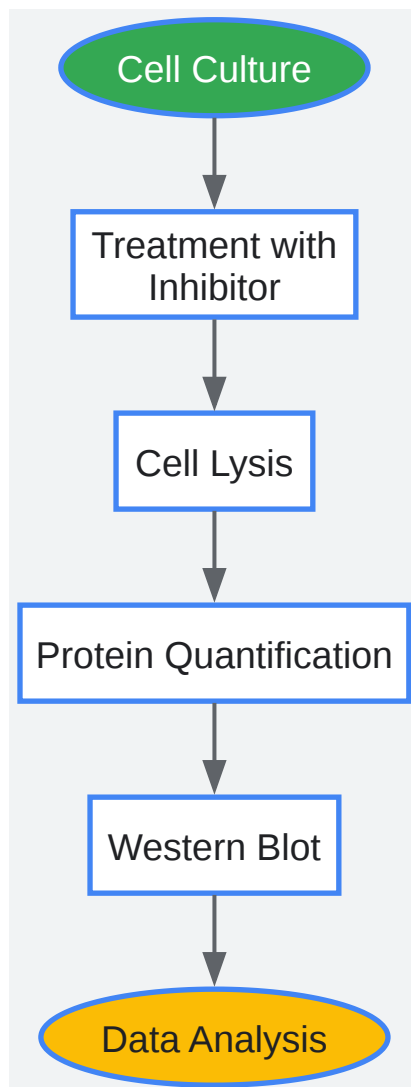 Cell Culture
Treatment with
Inhibitor
Cell Lysis
Protein Quantification
Western Blot
Data Analysis